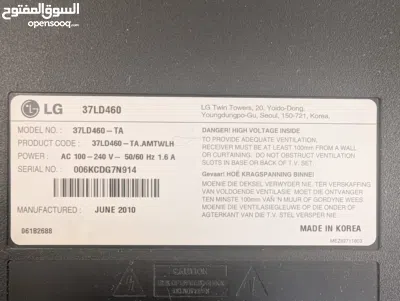 السوق المفتوح
opensooq.com
LG 37LD460
LG Twin Towers, 20, Yoido-Dong,
Youngdungpo-Gu, Seoul, 150-721, Korea.
MODEL NO. : 37LD460-TA
PRODUCT CODE : 37LD460-TA.AMTWLH
POWER : AC 100-240 V~ 50/60 Hz 1.6 A
SERIAL NO: 006KCDG7N914
MANUFACTURED : JUNE 2010
06182688
DANGER! HIGH VOLTAGE INSIDE!
TO PROVIDE ADEQUATE VENTILATION,
RECEIVER MUST BE AT LEAST 100mm FROM A WALL
OR CURTAINING. DO NOT OBSTRUCT VENTS ON
BACK OR BASE OF T.V. SET.
Gevaar! HOË KRAGSPANNING BINNE!
MOENIE DIE DEKSEL VERWYDER NIE. TER VERSKAFFING
VAN VOLDOENDE VENTILASIE MOET DIE ONTVANGER
TEN MINSTENS 100mm VAN 'N MUUR OF GORDYNE WEES
MOENIE DIE VENTILASIEGLEUWE OP DIE ONDER OF
AGTERKANT VAN DIE T.V. STEL VERSPER NIE.
MADE IN KOREA
CAUTION